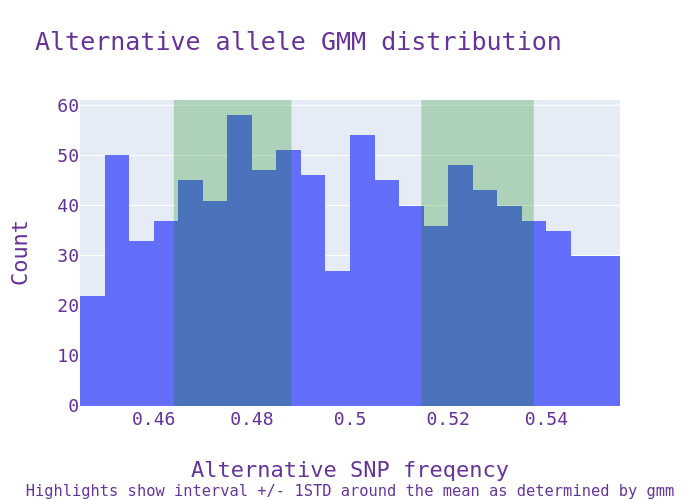 Alternative allele GMM distribution
60
50
40
30
20
10
0
Count
0.46 0.48 0.5 0.52 0.54
Alternative SNP freqency
Highlights show interval +/- 1STD around the mean as determined by gmm